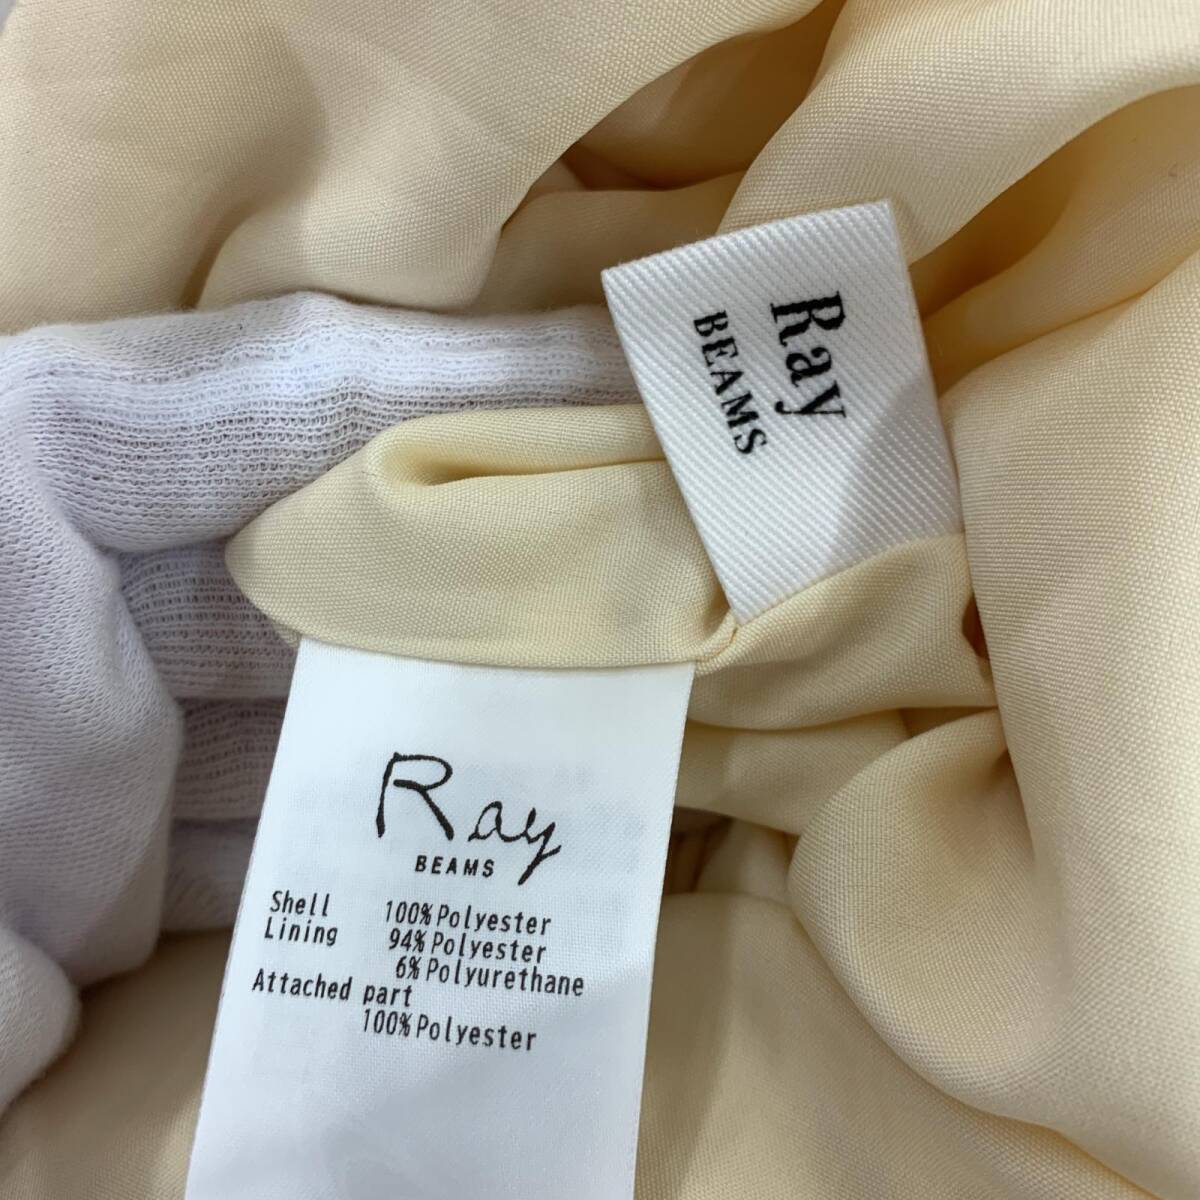 Ray
BEAMS
Ray
BEAMS
Shell 100% Polyester
Lining 94% Polyester
6% Polyurethane
Attached part
100% Polyester